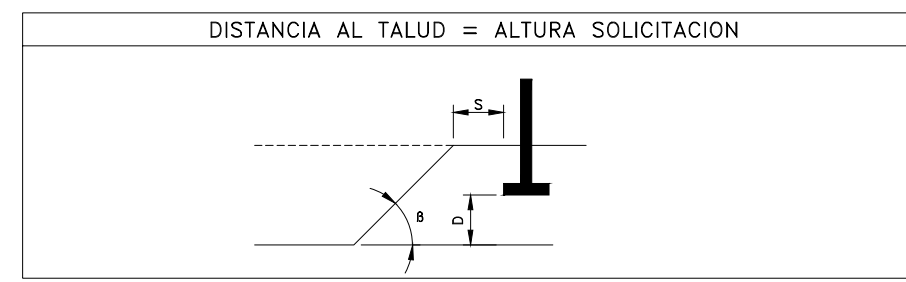 DISTANCIA AL TALUD = ALTURA SOLICITACION
S
β
D